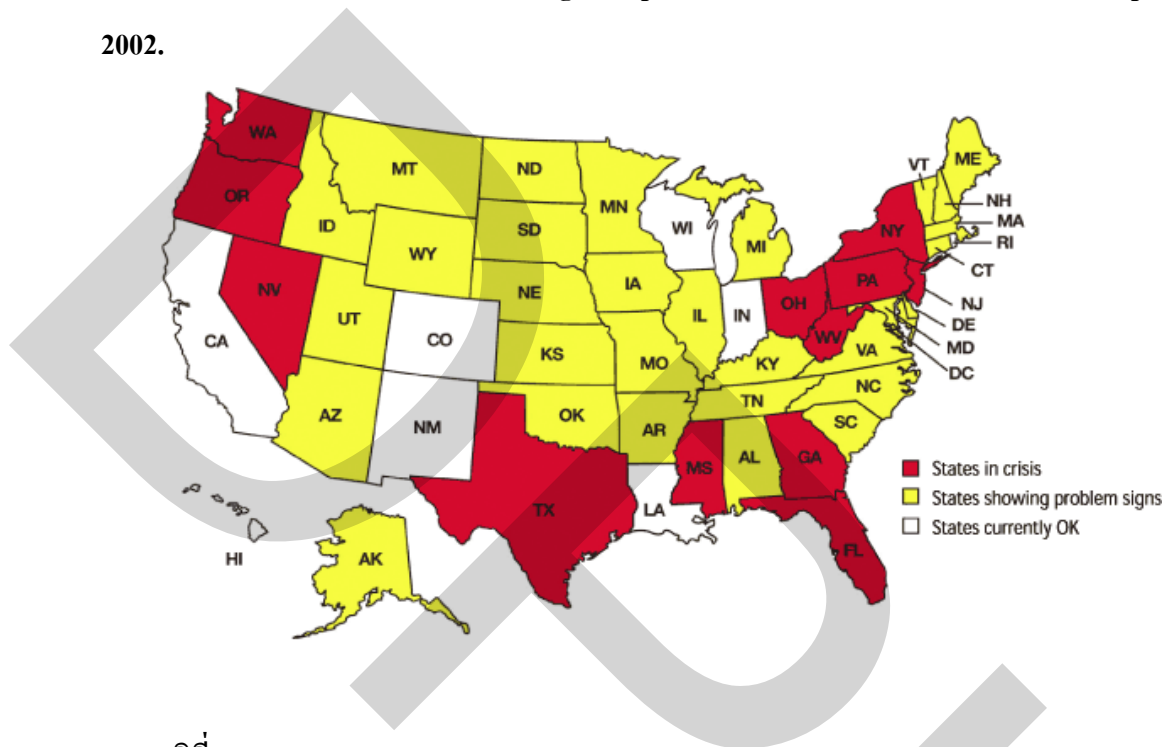 2002.
WA
MT
ND
ME
VT
OR
MN
NH
ID
SD
WI
NY
MA
MI
RI
WY
CT
IA
PA
NV
NE
OH
NJ
UT
IL
IN
DE
CA
CO
WV
MD
KS
MO
VA
KY
DC
NC
TN
AZ
OK
SC
NM
AR
MS
AL
GA
States in crisis
TX
LA
States showing problem signs
States currently OK
FL
HI
AK